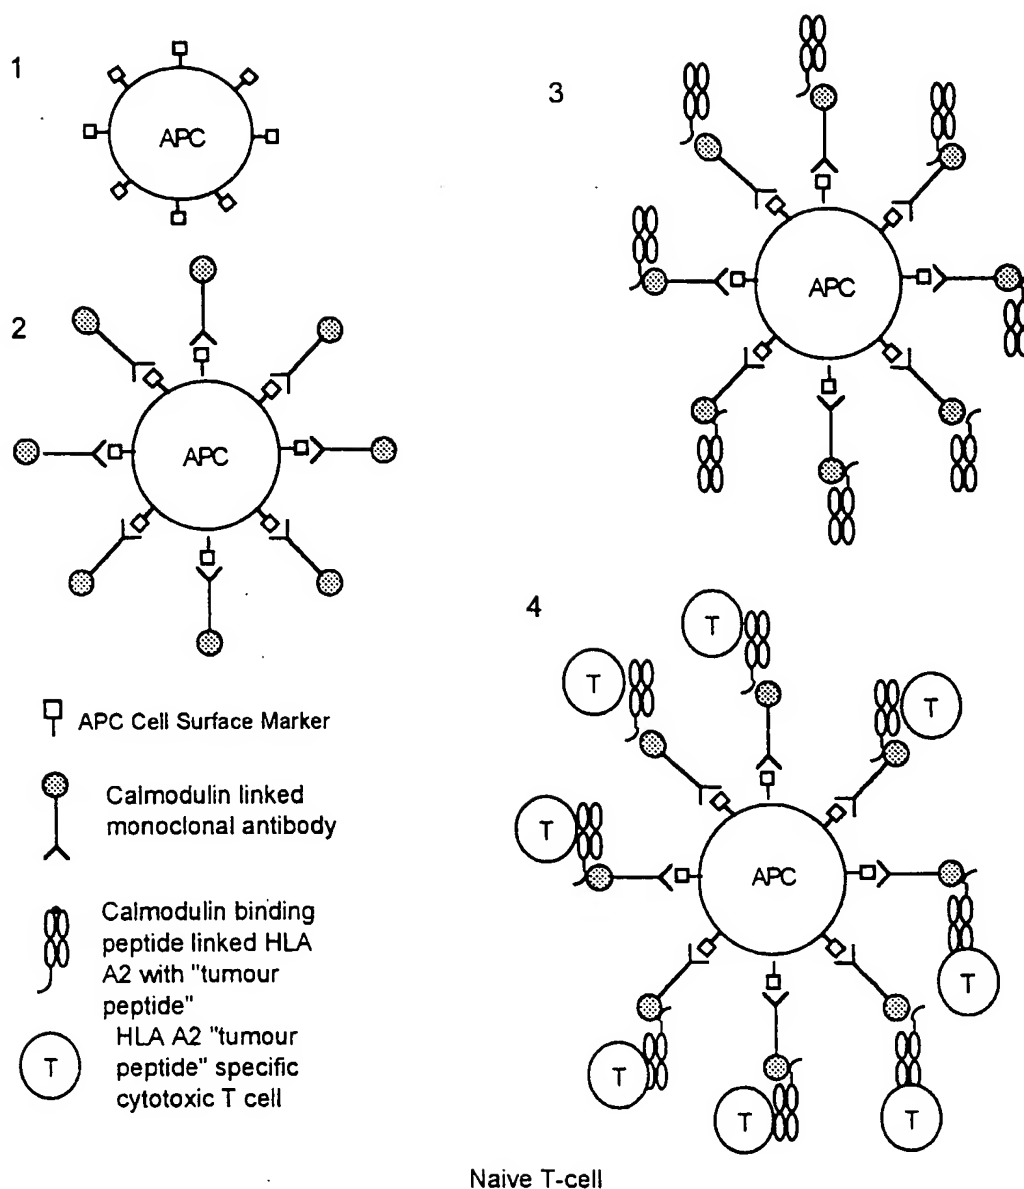 1
APC
2
APC
APC Cell Surface Marker
Calmodulin linked
monoclonal antibody
Calmodulin binding
peptide linked HLA
A2 with "tumour
peptide"
T
HLA A2 "tumour
peptide" specific
cytotoxic T cell
3
APC
4
T
T
T
T
APC
T
T
T
T
Naive T-cell